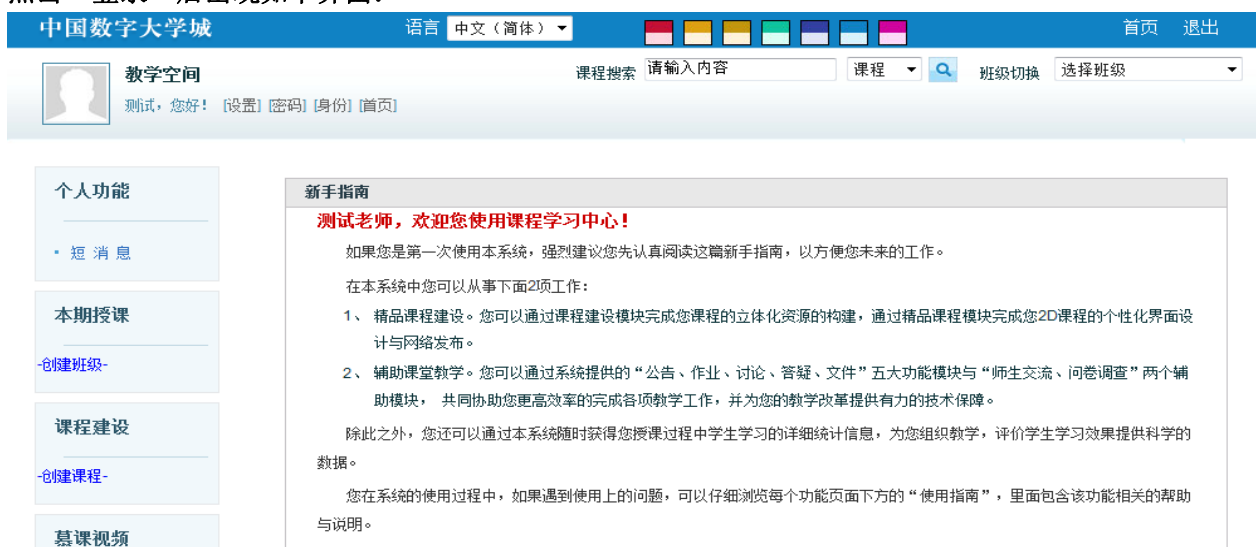 点击“登录”后出现如下界面：
中国数字大学城 语言 中文（简体） 首页 退出
教学空间 课程搜索 请输入内容 课程 班级切换 选择班级
测试，您好！ [设置] [密码] [身份] [首页]
个人功能
· 短消息
本期授课
-创建班级-
课程建设
-创建课程-
慕课视频
新手指南
测试老师，欢迎您使用课程学习中心！
如果您是第一次使用本系统，强烈建议您先认真阅读这篇新手指南，以方便您未来的工作。
在本系统中您可以从事下面2项工作：
1、 精品课程建设。您可以通过课程建设模块完成您课程的立体化资源的构建，通过精品课程模块完成您2D课程的个性化界面设
计与网络发布。
2、 辅助课堂教学。您可以通过系统提供的“公告、作业、讨论、答疑、文件”五大功能模块与“师生交流、问卷调查”两个辅
助模块， 共同协助您更高效率的完成各项教学工作，并为您的教学改革提供有力的技术保障。
除此之外，您还可以通过本系统随时获得您授课过程中学生学习的详细统计信息，为您组织教学，评价学生学习效果提供科学的
数据。
您在系统的使用过程中，如果遇到使用上的问题，可以仔细浏览每个功能页面下方的“使用指南”，里面包含该功能相关的帮助
与说明。